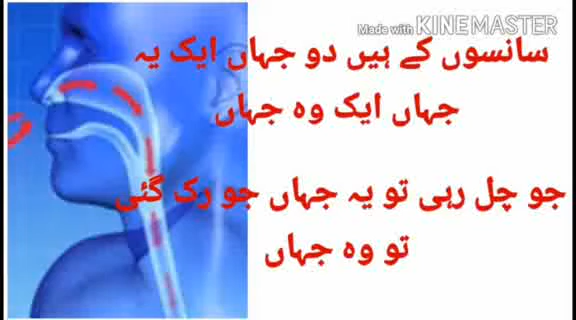 Made with KINEMASTER
سانسوں کے ہیں دو جہاں ایک یہ
جہاں ایک وہ جہاں
جو چل رہی تو یہ جہاں جو رک گئی
تو وہ جہاں